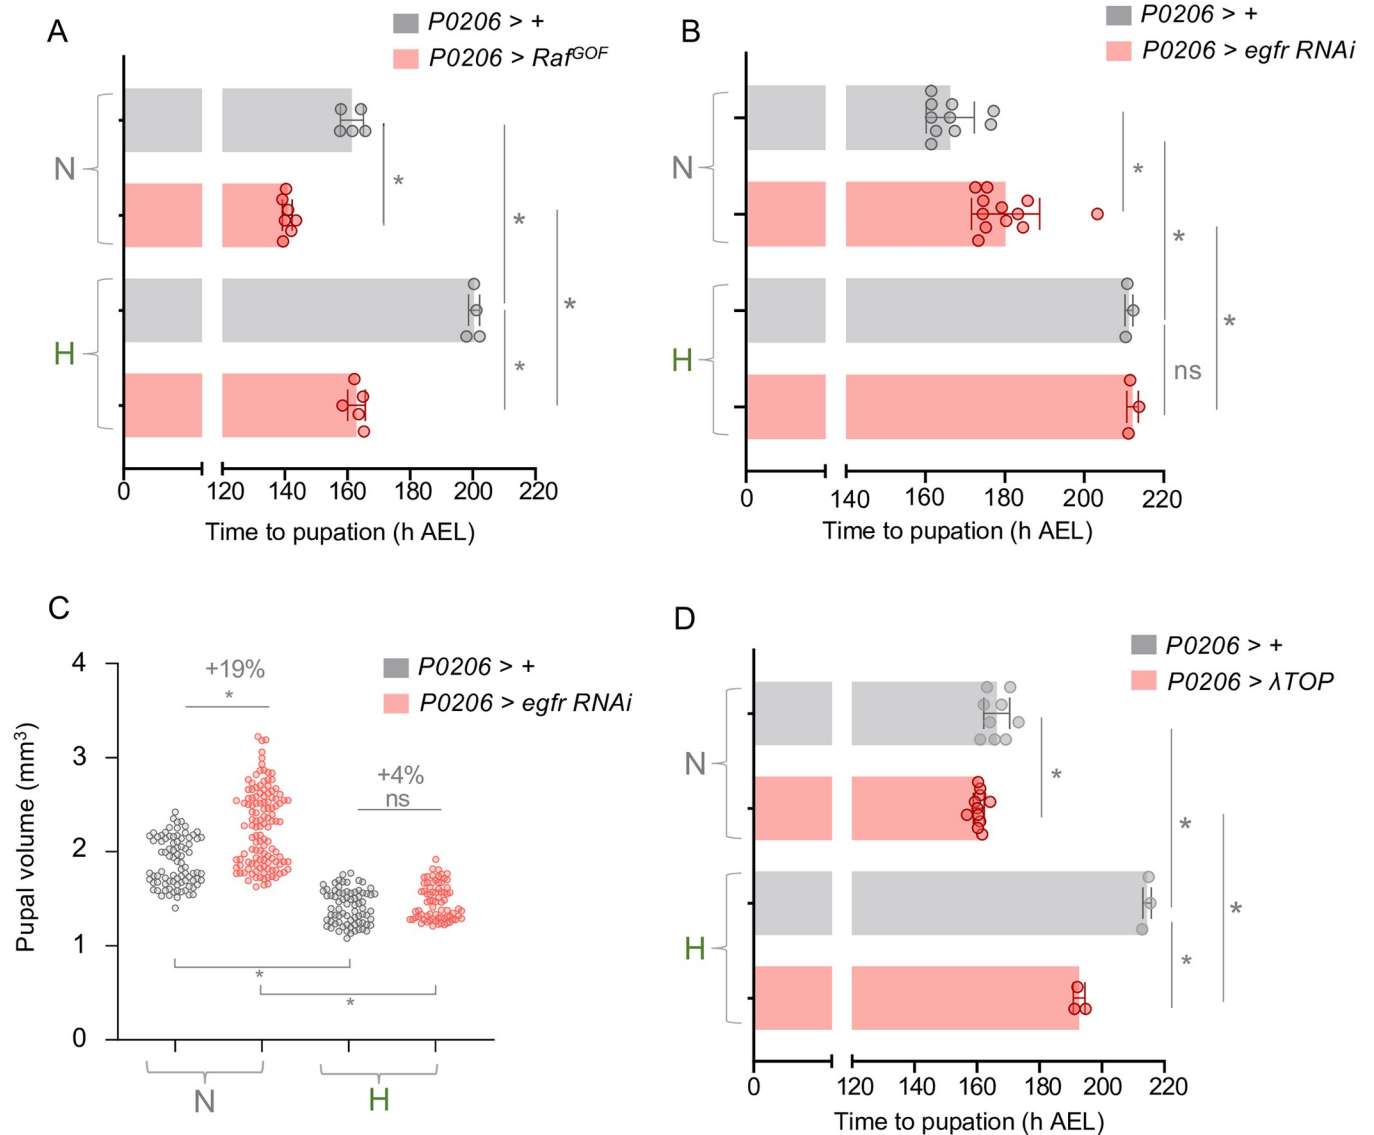 A
P0206 > +
P0206 > Raf^GOF
N
*
*
*
*
H
0 120 140 160 180 200 220
Time to pupation (h AEL)
B
P0206 > +
P0206 > egfr RNAi
N
*
*
*
ns
H
0 140 160 180 200 220
Time to pupation (h AEL)
C
P0206 > +
P0206 > egfr RNAi
Pupal volume (mm³)
4
3
2
1
0
+19%
*
+4%
ns
*
*
N
H
D
P0206 > +
P0206 > λTOP
N
*
*
*
*
H
0 120 140 160 180 200 220
Time to pupation (h AEL)